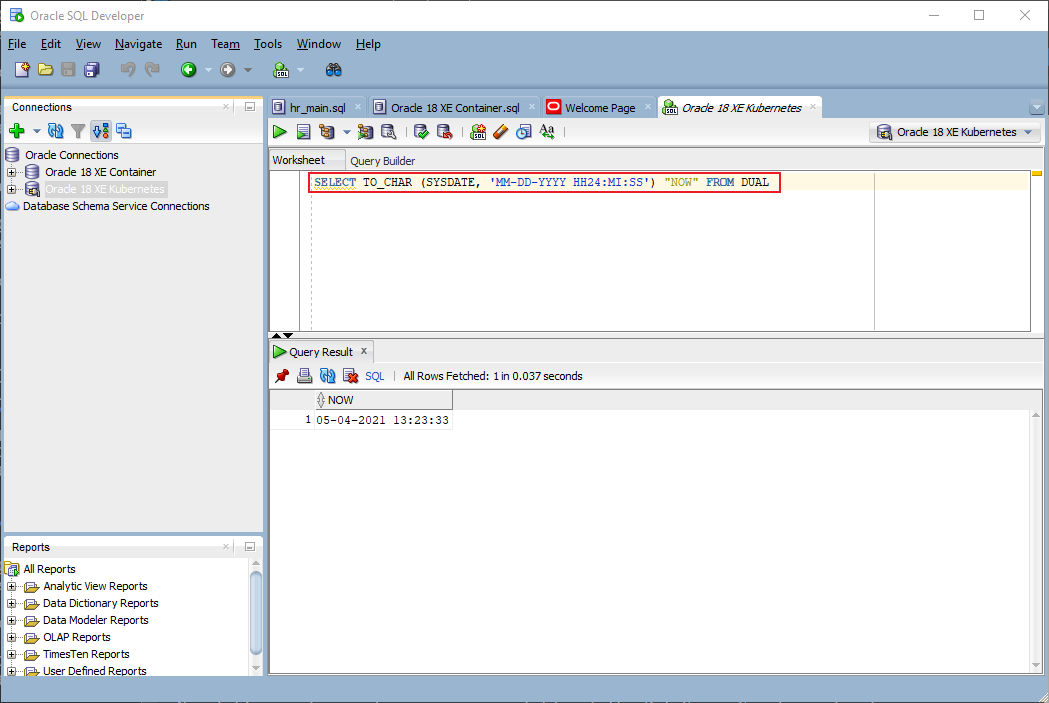 Oracle SQL Developer
File Edit View Navigate Run Team Tools Window Help
Connections
Oracle Connections
Oracle 18 XE Container
Oracle 18 XE Kubernetes
Database Schema Service Connections
Reports
All Reports
Analytic View Reports
Data Dictionary Reports
Data Modeler Reports
OLAP Reports
TimesTen Reports
User Defined Reports
hr_main.sql Oracle 18 XE Container.sql Welcome Page Oracle 18 XE Kubernetes
Oracle 18 XE Kubernetes
Worksheet Query Builder
SELECT TO_CHAR (SYSDATE, 'MM-DD-YYYY HH24:MI:SS') "NOW" FROM DUAL
Query Result
SQL All Rows Fetched: 1 in 0.037 seconds
NOW
1 05-04-2021 13:23:33